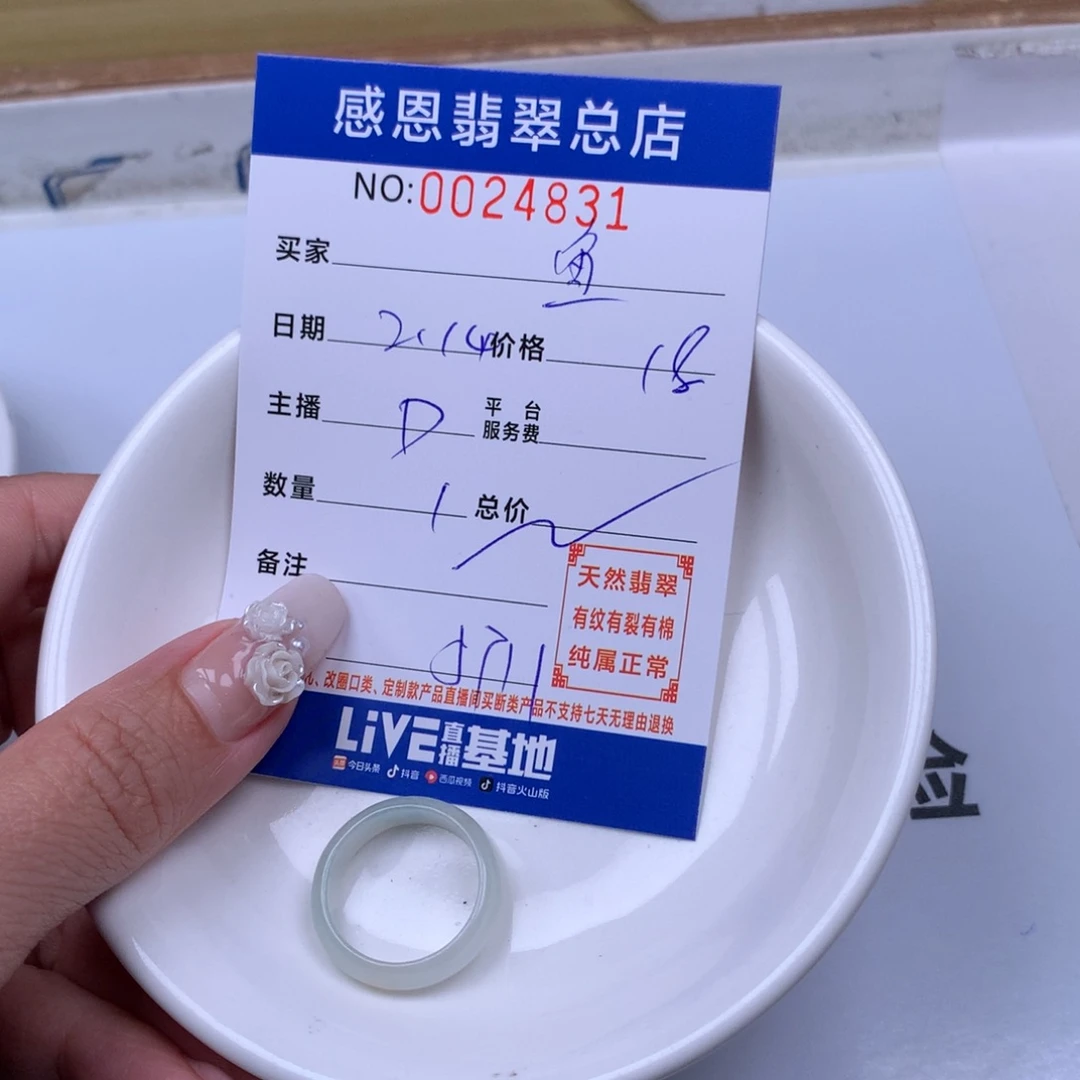 感恩翡翠总店
NO:0024831
买家 鱼
日期 2.14 价格 18
主播 D 平台服务费
数量 1 总价
备注
天然翡翠
有纹有裂有棉
纯属正常
、改圈口类、定制款产品直播间买断类产品不支持七天无理由退换
LiVE直播基地
今日头条 抖音 西瓜视频 抖音火山版